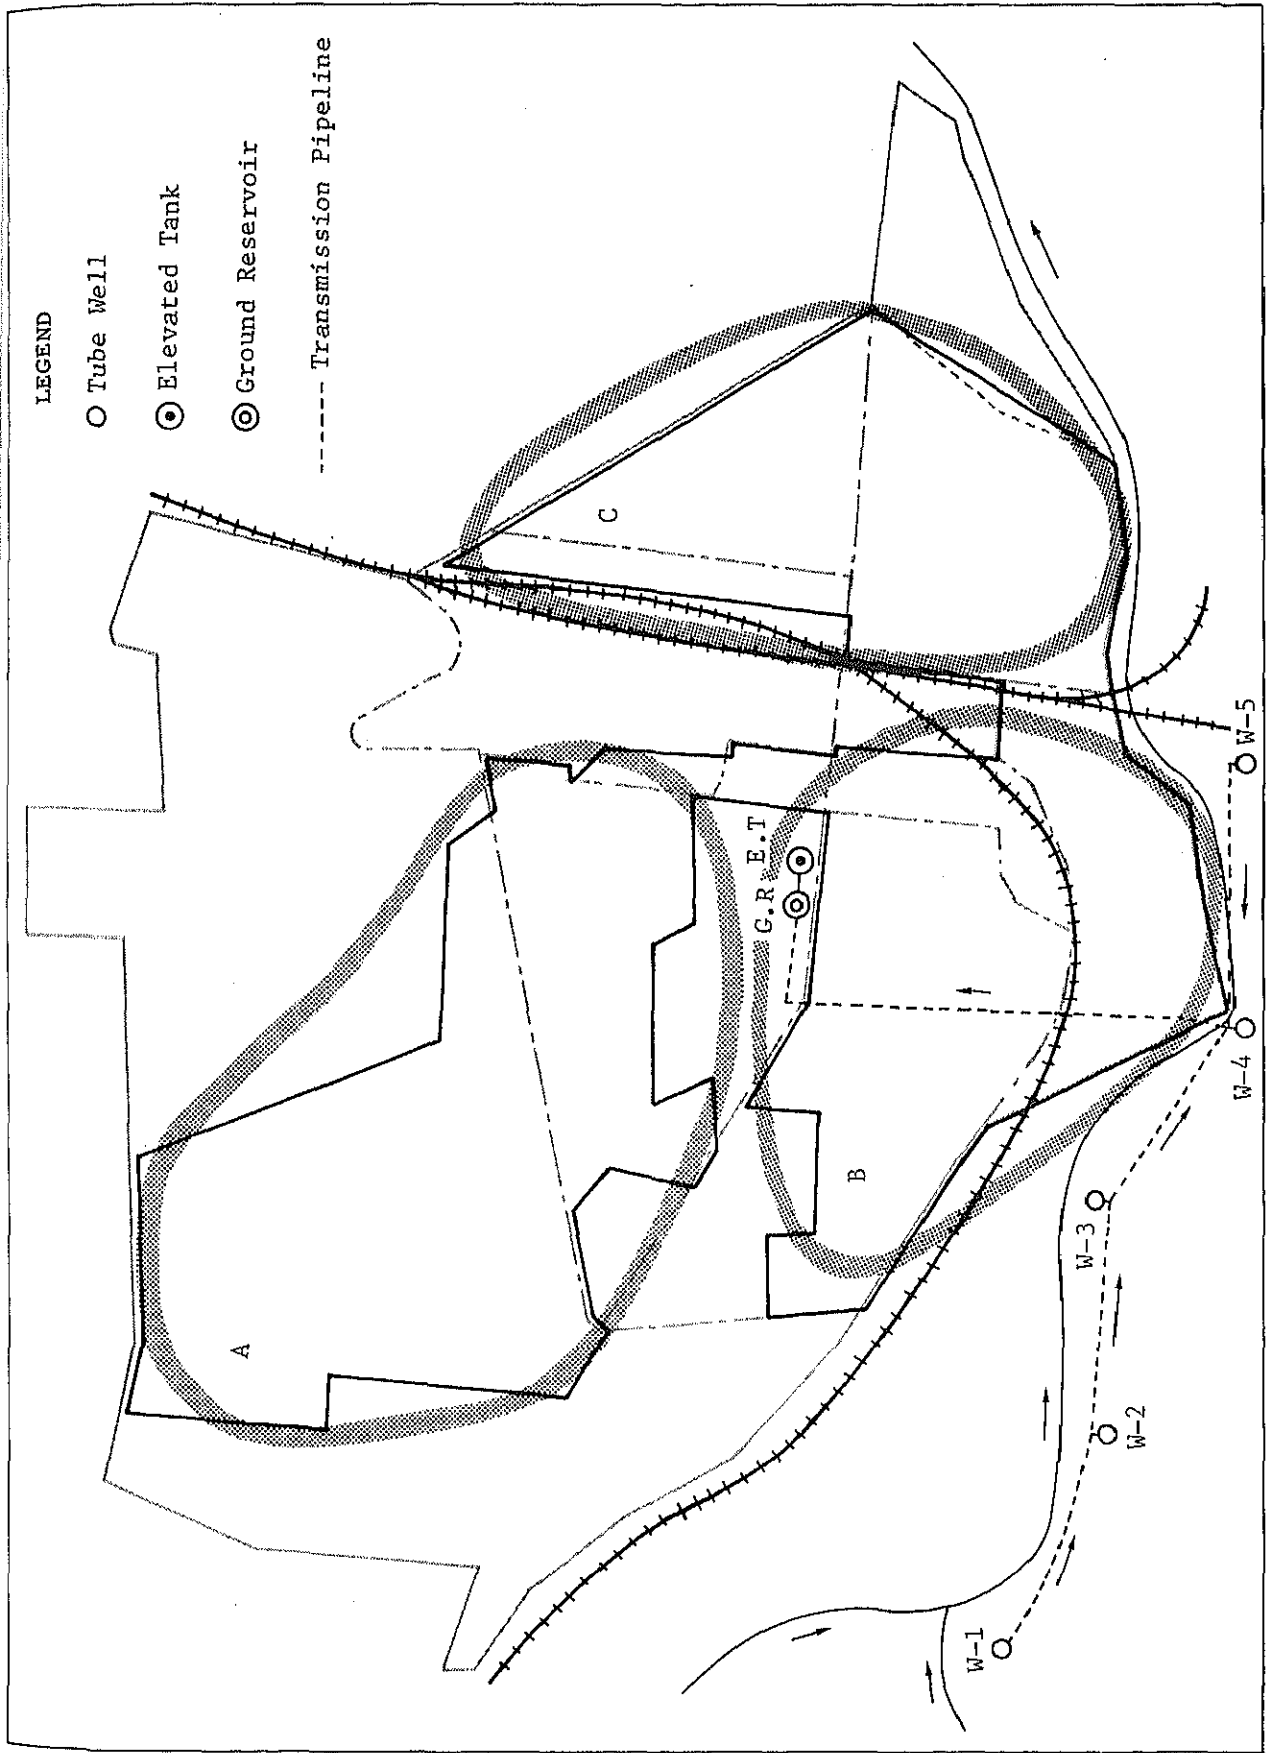 LEGEND
Tube Well
Elevated Tank
Ground Reservoir
Transmission Pipeline
A
C
G.R. E.T
B
W-1
W-2
W-3
W-4
W-5